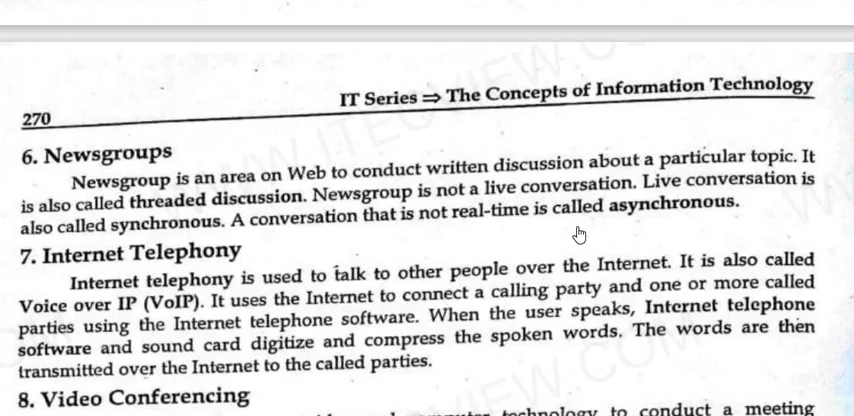 270
IT Series ⇒ The Concepts of Information Technology
6. Newsgroups
Newsgroup is an area on Web to conduct written discussion about a particular topic. It
is also called threaded discussion. Newsgroup is not a live conversation. Live conversation is
also called synchronous. A conversation that is not real-time is called asynchronous.
7. Internet Telephony
Internet telephony is used to talk to other people over the Internet. It is also called
Voice over IP (VoIP). It uses the Internet to connect a calling party and one or more called
parties using the Internet telephone software. When the user speaks, Internet telephone
software and sound card digitize and compress the spoken words. The words are then
transmitted over the Internet to the called parties.
8. Video Conferencing
technology to conduct a meeting